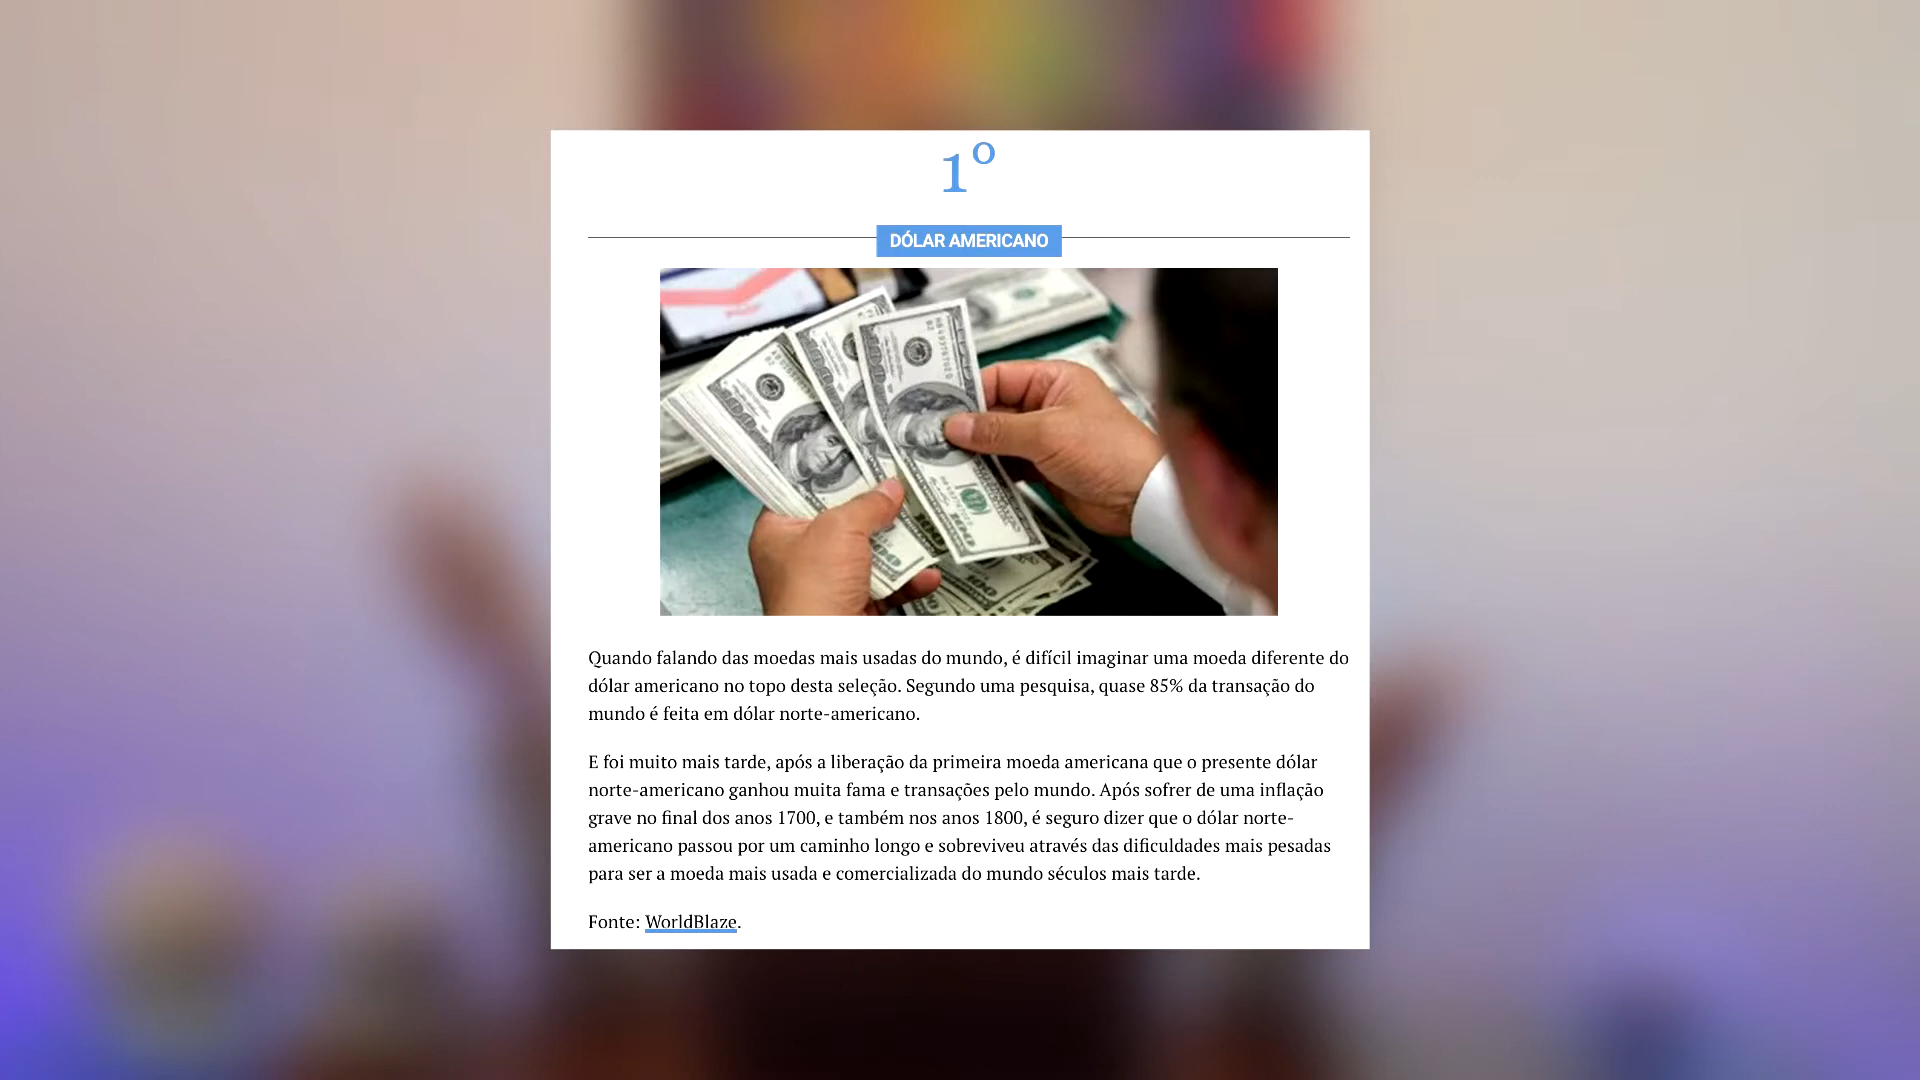 1º
DÓLAR AMERICANO
Quando falando das moedas mais usadas do mundo, é difícil imaginar uma moeda diferente do
dólar americano no topo desta seleção. Segundo uma pesquisa, quase 85% da transação do
mundo é feita em dólar norte-americano.
E foi muito mais tarde, após a liberação da primeira moeda americana que o presente dólar
norte-americano ganhou muita fama e transações pelo mundo. Após sofrer de uma inflação
grave no final dos anos 1700, e também nos anos 1800, é seguro dizer que o dólar norte-
americano passou por um caminho longo e sobreviveu através das dificuldades mais pesadas
para ser a moeda mais usada e comercializada do mundo séculos mais tarde.
Fonte: WorldBlaze.